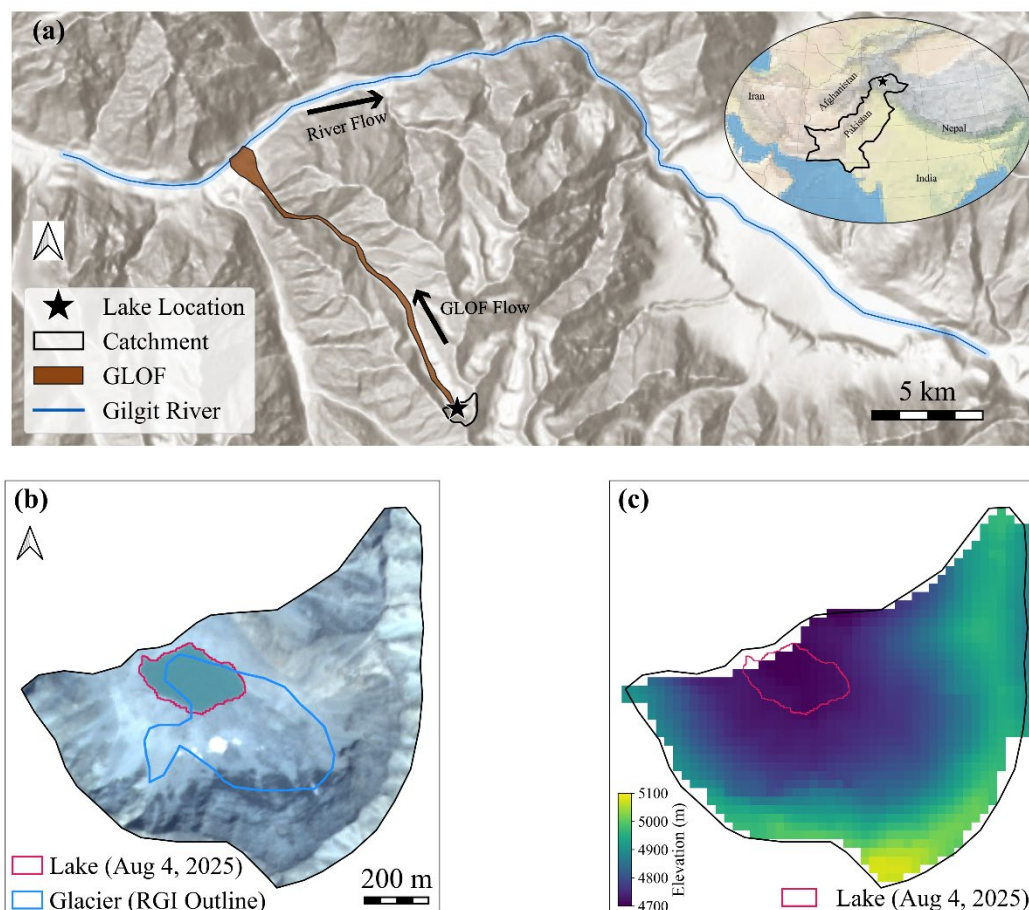 (a)
River Flow
GLOF Flow
Iran
Afghanistan
Pakistan
Nepal
India
Lake Location
Catchment
GLOF
Gilgit River
5 km
(b)
Lake (Aug 4, 2025)
Glacier (RGI Outline)
200 m
(c)
5100
5000
4900
4800
4700
Elevation (m)
Lake (Aug 4, 2025)